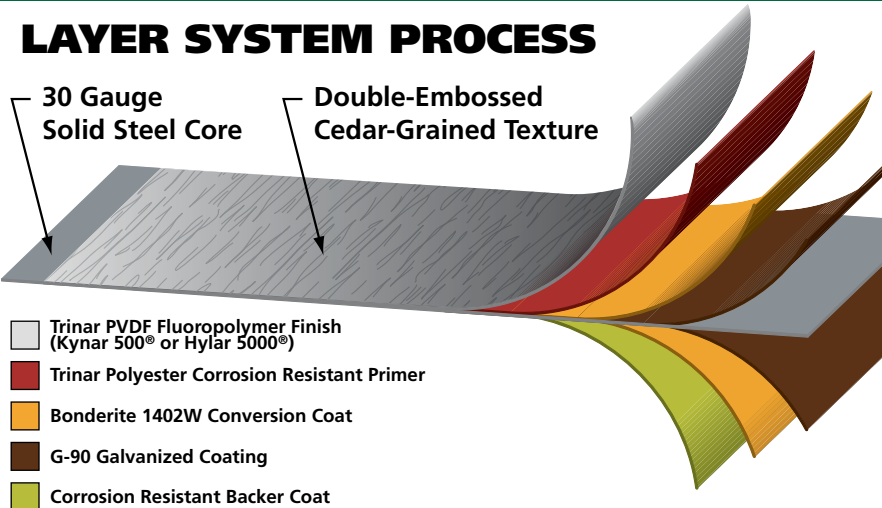 LAYER SYSTEM PROCESS
30 Gauge
Solid Steel Core
Double-Embossed
Cedar-Grained Texture
Trinar PVDF Fluoropolymer Finish
(Kynar 500® or Hylar 5000®)
Trinar Polyester Corrosion Resistant Primer
Bonderite 1402W Conversion Coat
G-90 Galvanized Coating
Corrosion Resistant Backer Coat